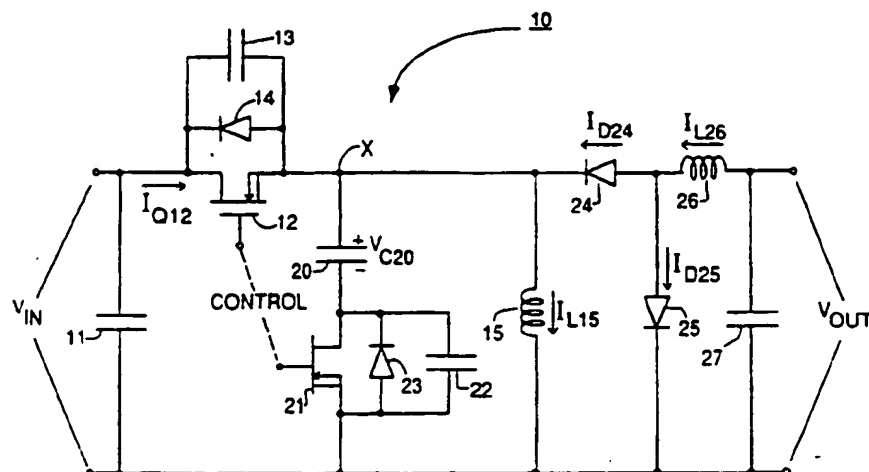 13
10
14
X
I_D24
I_L26
I_Q12
12
24
26
+ V_C20
20 −
I_D25
V_IN
CONTROL
15
I_L15
25
V_OUT
11
23
22
27
21